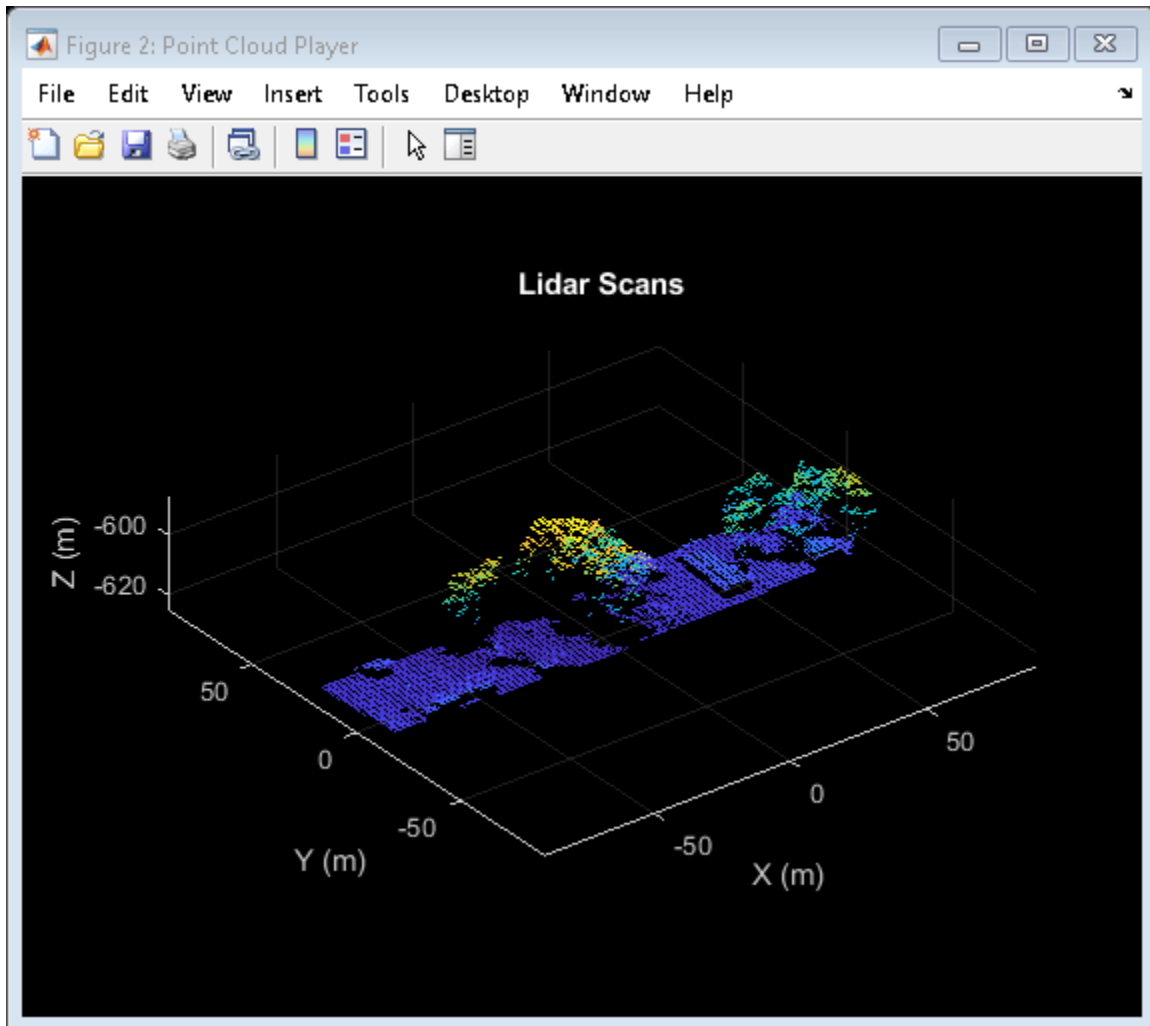 Figure 2: Point Cloud Player
File Edit View Insert Tools Desktop Window Help
Lidar Scans
Z (m)
-600
-620
50
0
-50
Y (m)
50
0
-50
X (m)